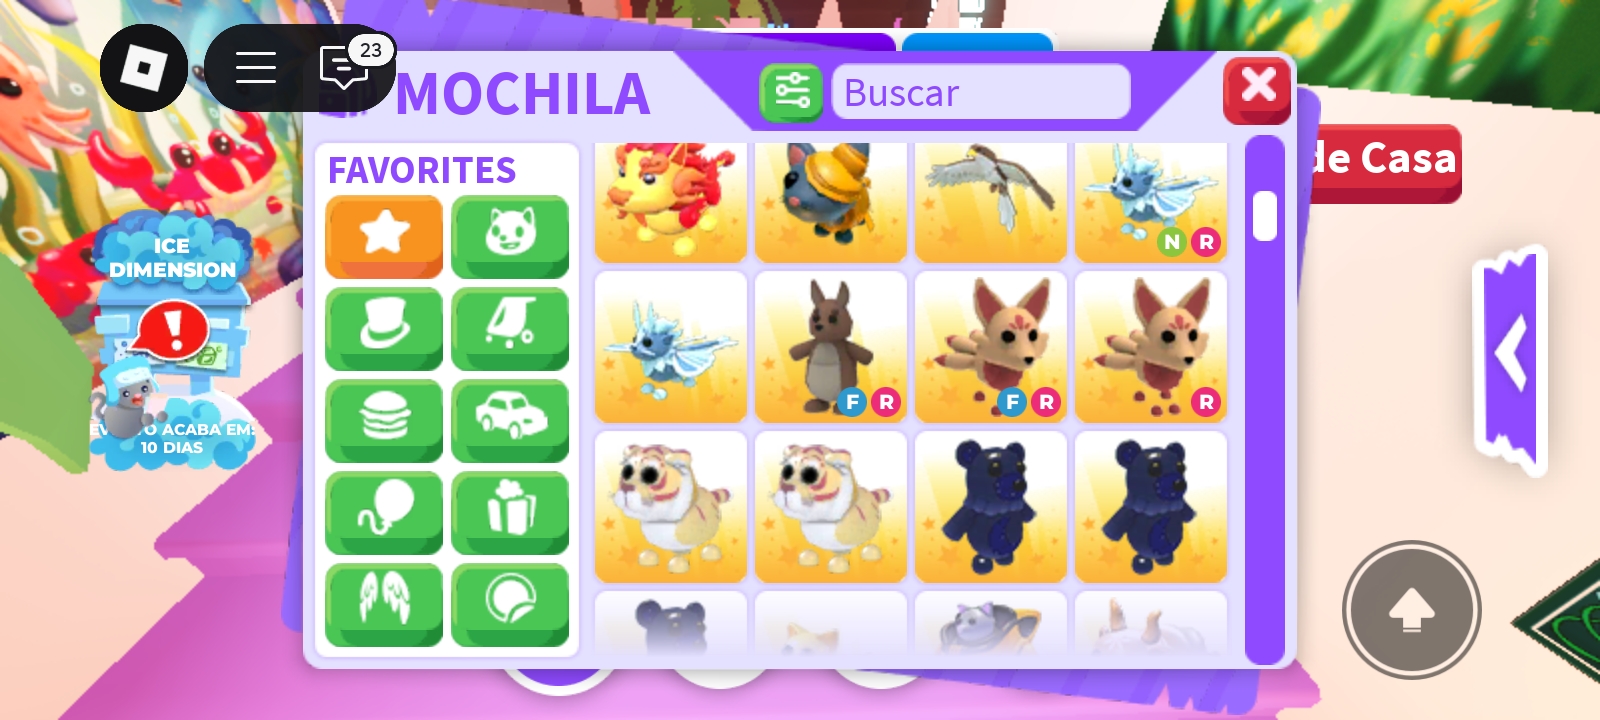 23
MOCHILA
Buscar
FAVORITES
de Casa
N R
F R
F R
R
ICE
DIMENSION
!
O ACABA EM:
10 DIAS